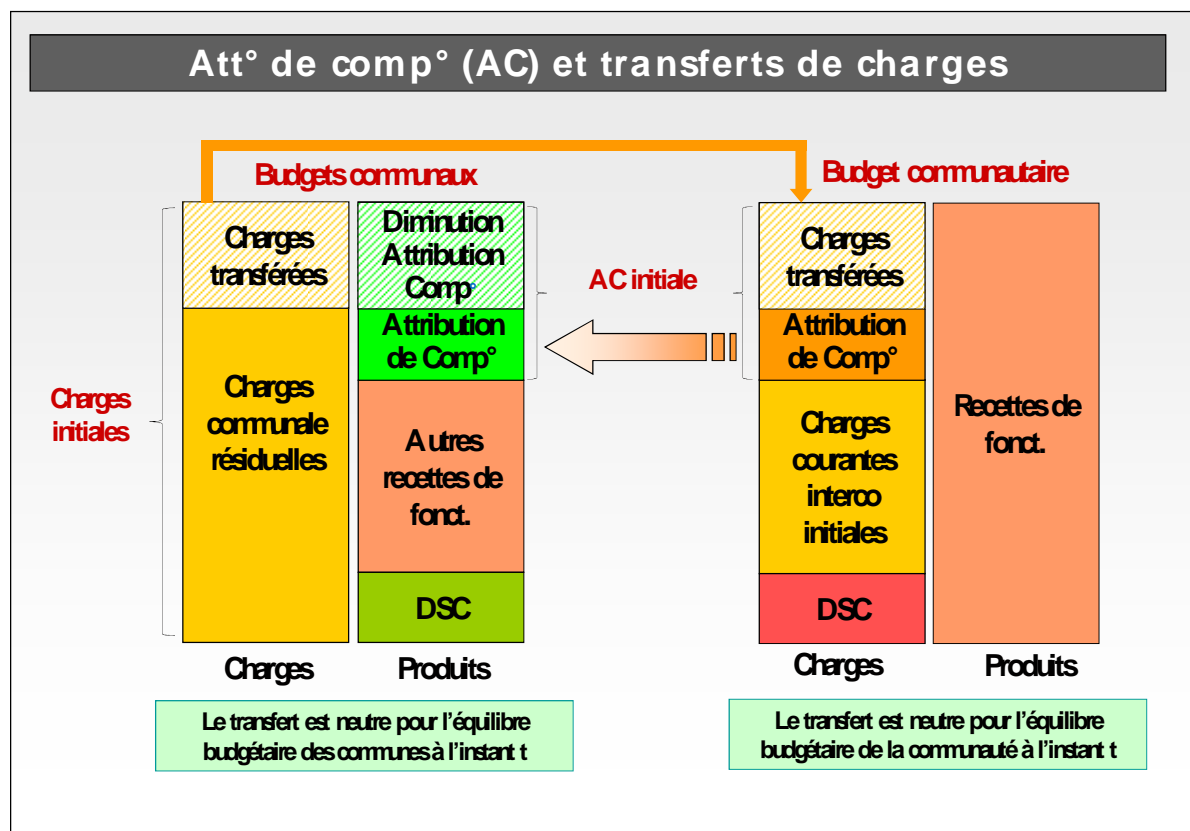 Att° de comp° (AC) et transferts de charges
Budgets communaux
Budget communautaire
Charges
transférées
Diminution
Attribution
Comp°
AC initiale
Charges
transférées
Attribution
de Comp°
Attribution
de Comp°
Charges
initiales
Charges
communale
résiduelles
Autres
recettes de
fonct.
Charges
courantes
interco
initiales
Recettes de
fonct.
DSC
DSC
Charges
Produits
Charges
Produits
Le transfert est neutre pour l'équilibre
budgétaire des communes à l'instant t
Le transfert est neutre pour l'équilibre
budgétaire de la communauté à l'instant t